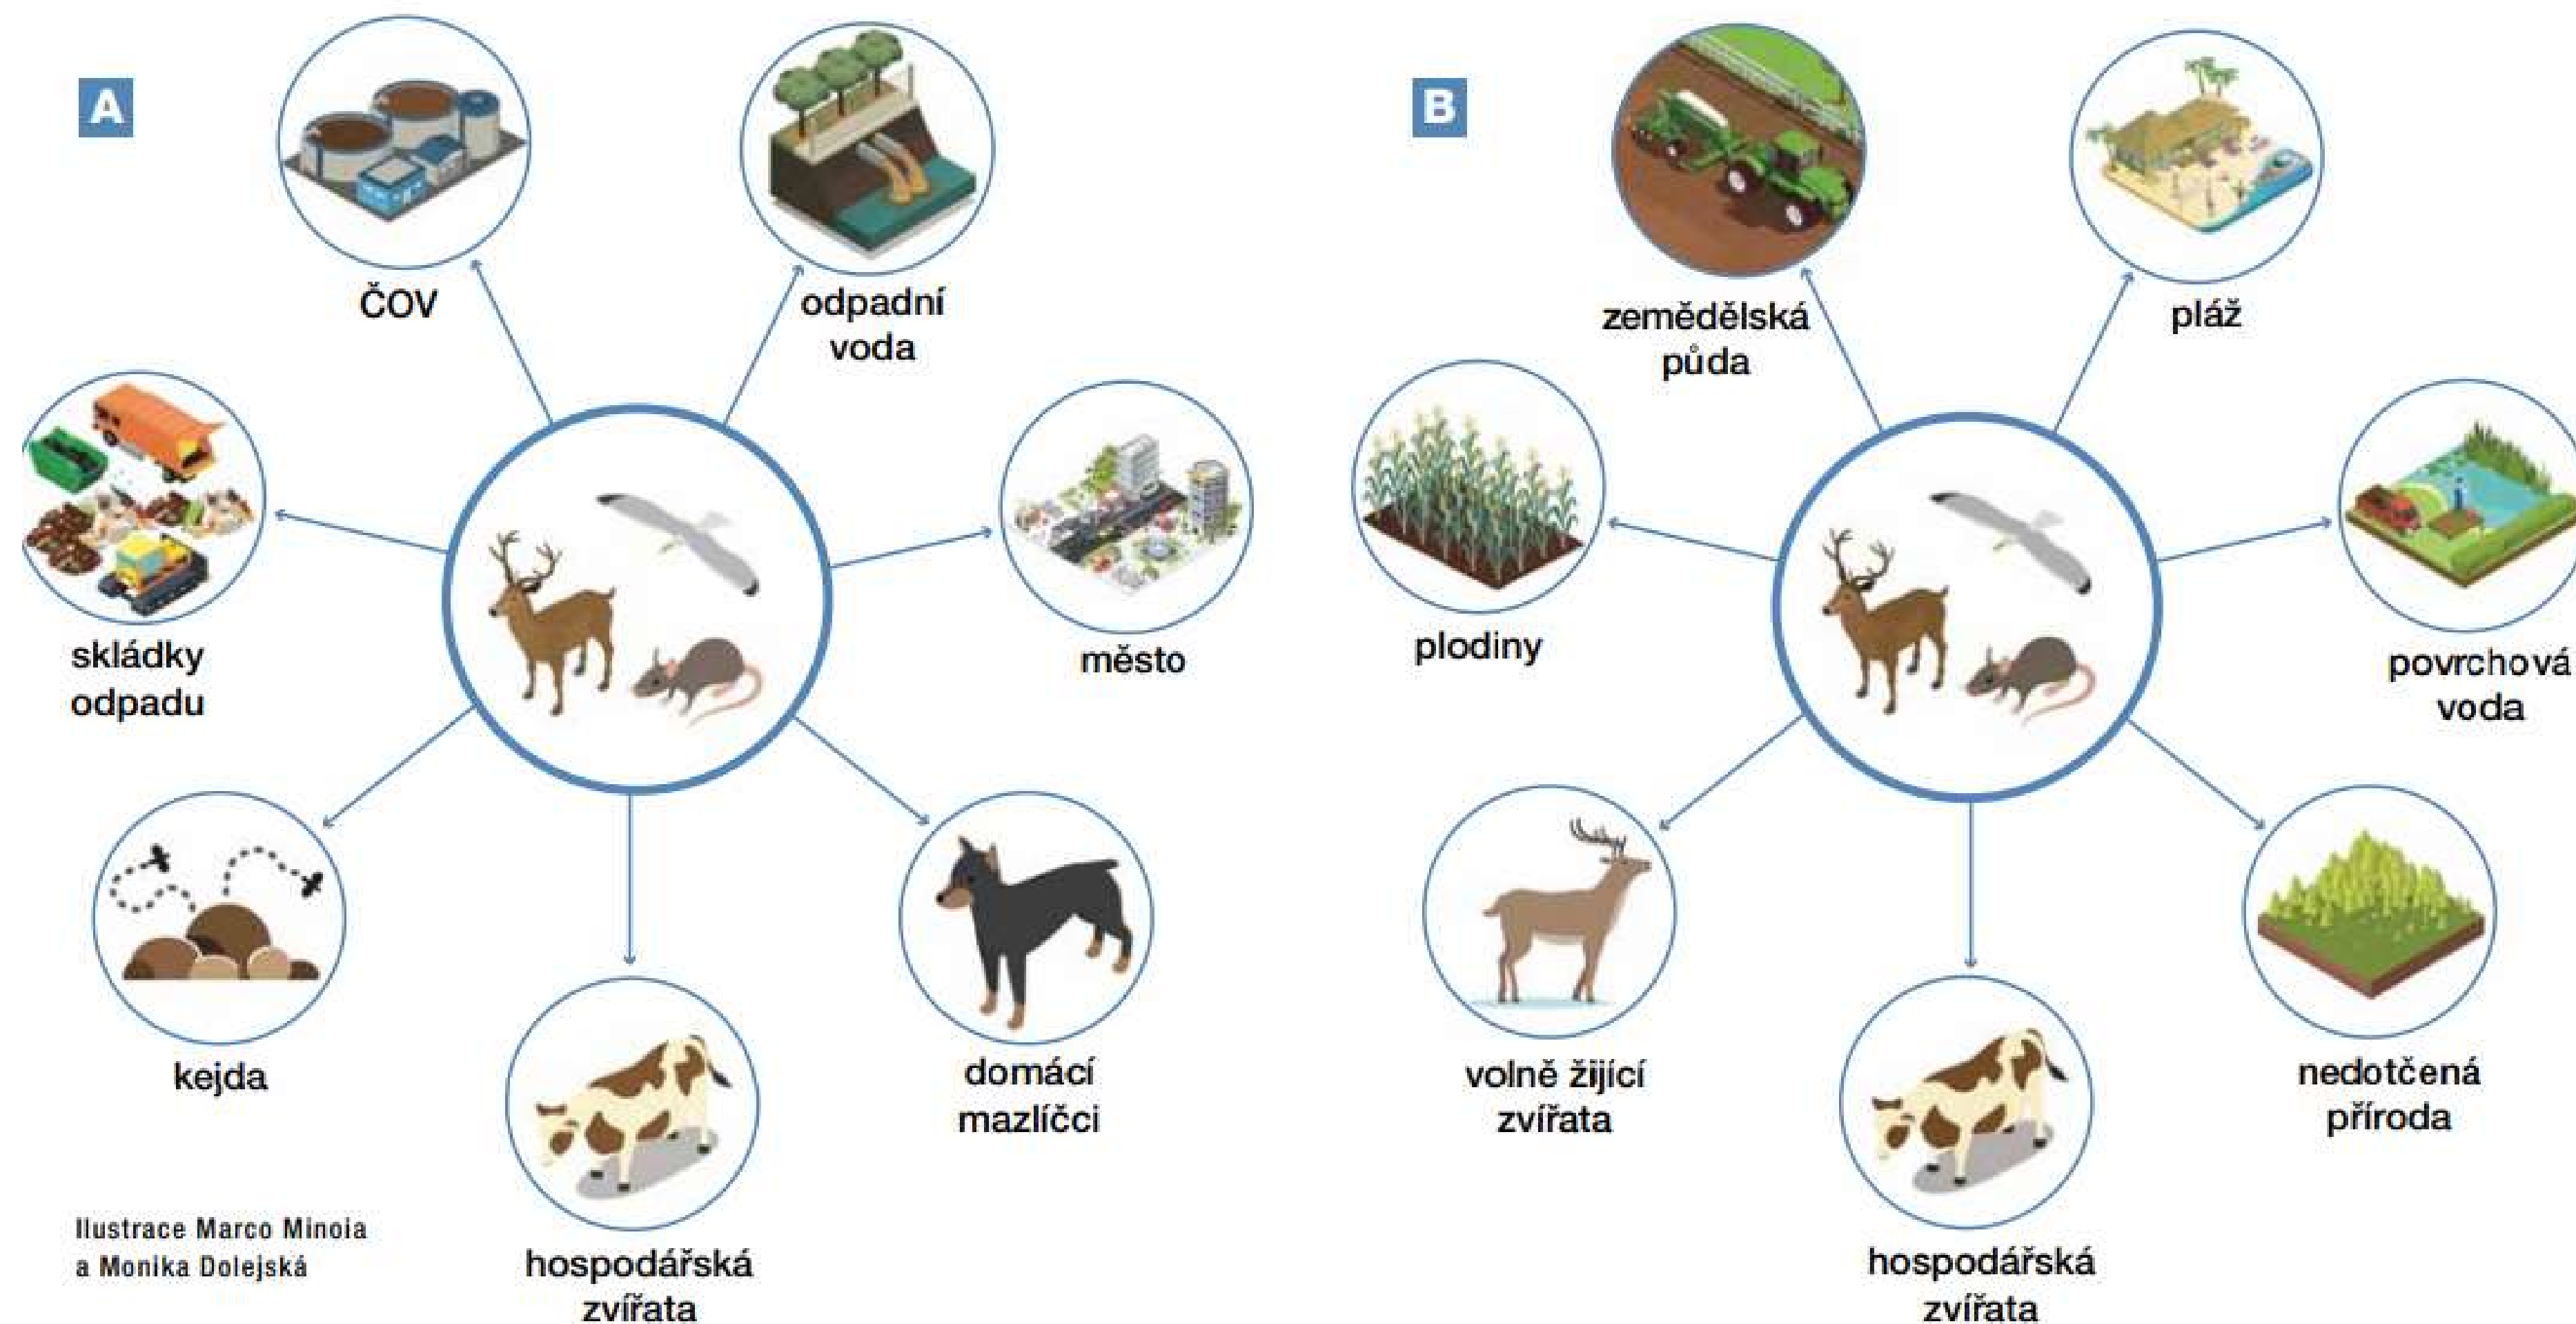 A
ČOV
odpadní
voda
skládky
odpadu
město
kejda
domácí
mazlíčci
hospodářská
zvířata
Ilustrace Marco Minoia
a Monika Dolejská
B
zemědělská
půda
pláž
plodiny
povrchová
voda
volně žijící
zvířata
nedotčená
příroda
hospodářská
zvířata